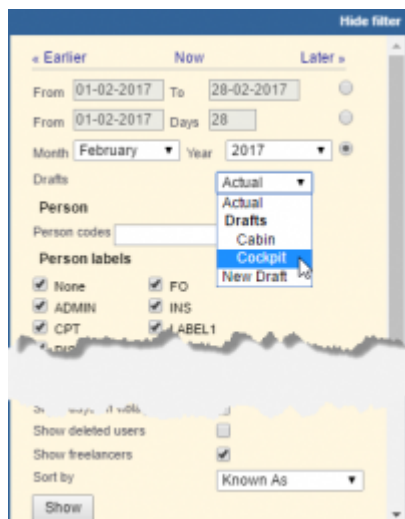 Hide filter
« Earlier Now Later »
From 01-02-2017 To 28-02-2017
From 01-02-2017 Days 28
Month February Year 2017
Drafts Actual
Actual
Person Drafts
Person codes Cabin
Person labels Cockpit
None FO New Draft
ADMIN INS
CPT LABEL1
Show deleted users
Show freelancers
Sort by Known As
Show